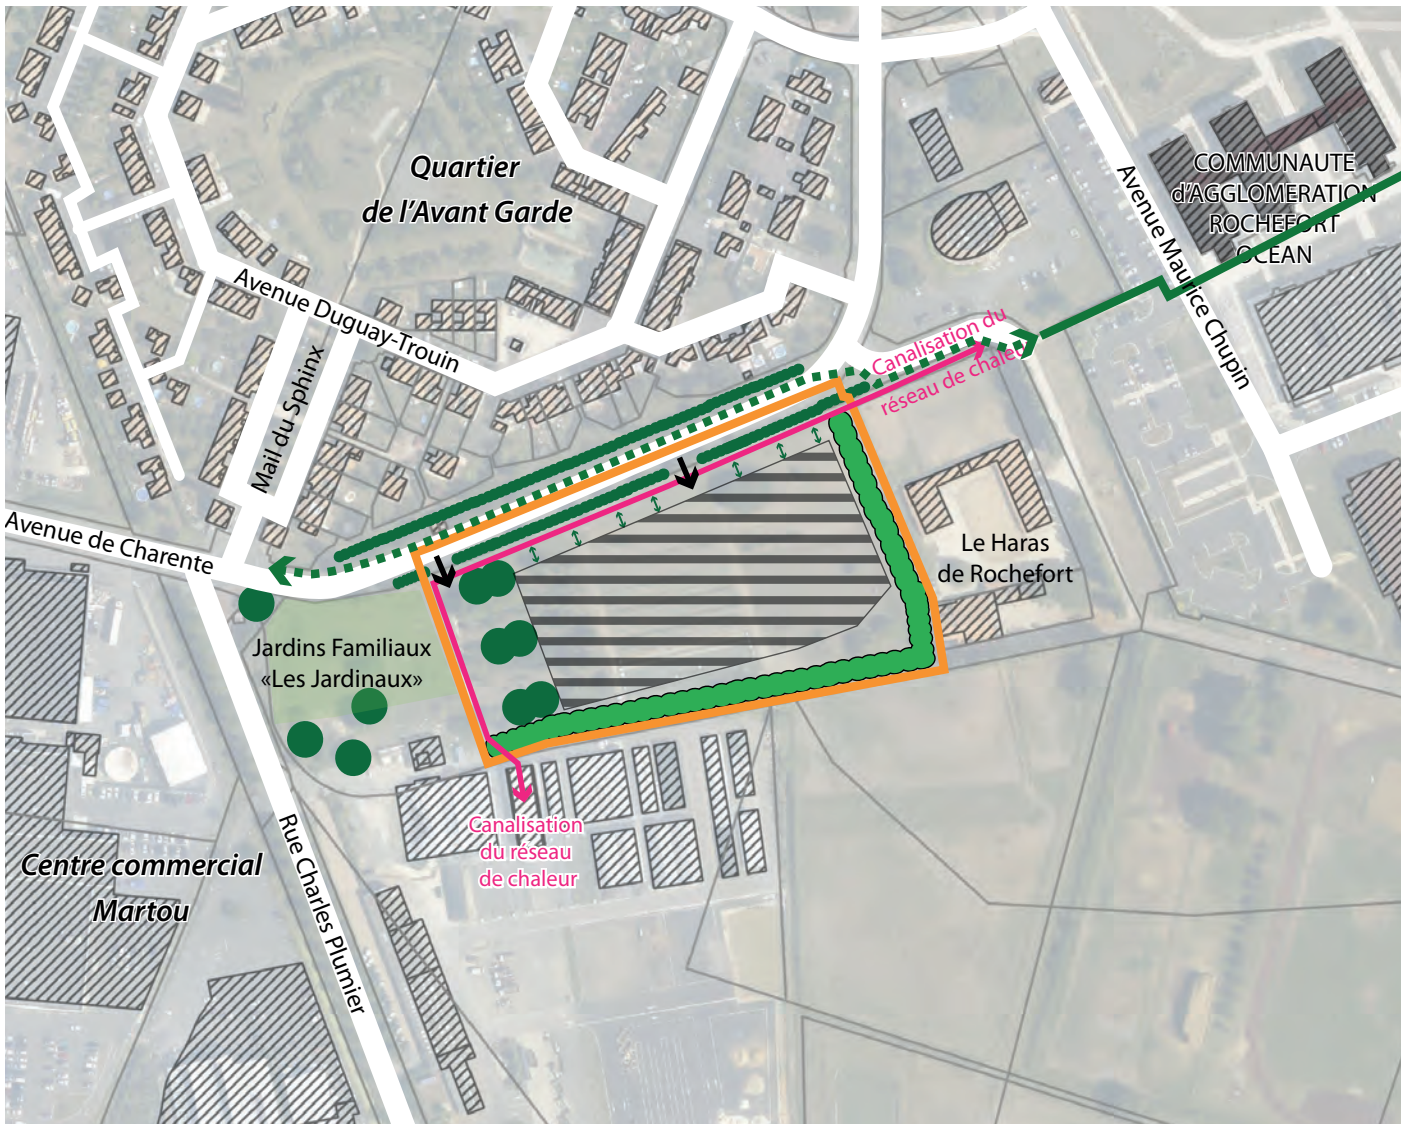 Quartier
de l'Avant Garde
COMMUNAUTE
d'AGGLOMERATION
ROCHEFORT
OCEAN
Avenue Maurice Chupin
Avenue Duguay-Trouin
Mail du Sphinx
Canalisation du
réseau de chaleu
Avenue de Charente
Le Haras
de Rochefort
Jardins Familiaux
«Les Jardinaux»
Canalisation
du réseau
de chaleur
Rue Charles Plumier
Centre commercial
Martou